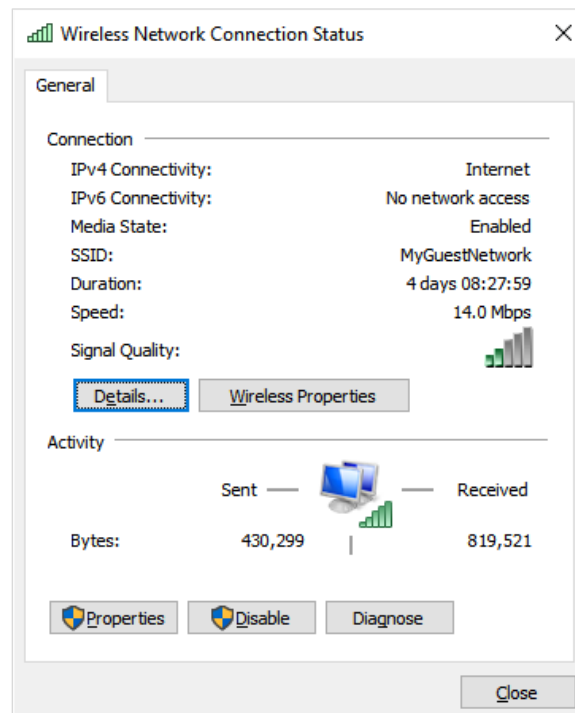 Wireless Network Connection Status
General
Connection
IPv4 Connectivity: Internet
IPv6 Connectivity: No network access
Media State: Enabled
SSID: MyGuestNetwork
Duration: 4 days 08:27:59
Speed: 14.0 Mbps
Signal Quality:
Details... Wireless Properties
Activity
Sent Received
Bytes: 430,299 819,521
Properties Disable Diagnose
Close